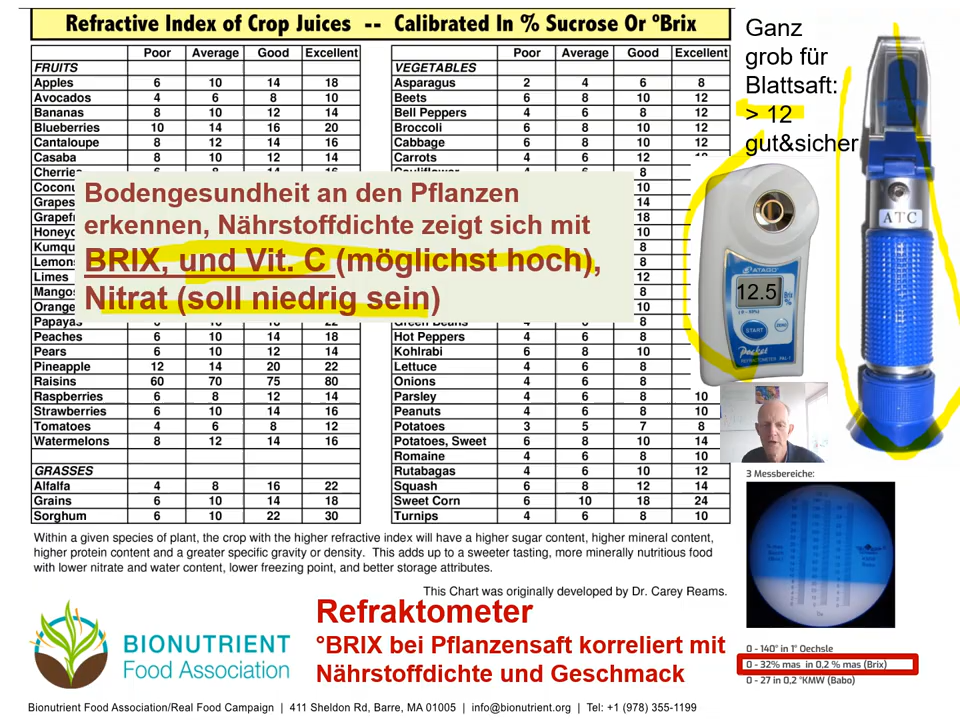 Refractive Index of Crop Juices -- Calibrated In % Sucrose Or ºBrix
Poor Average Good Excellent
FRUITS
Apples 6 10 14 18
Avocados 4 6 8 10
Bananas 8 10 12 14
Blueberries 10 14 16 20
Cantaloupe 8 12 14 16
Casaba 8 10 12 14
Peaches 6 10 14 18
Pears 6 10 12 14
Pineapple 12 14 20 22
Raisins 60 70 75 80
Raspberries 6 8 12 14
Strawberries 6 10 14 16
Tomatoes 4 6 8 12
Watermelons 8 12 14 16
GRASSES
Alfalfa 4 8 16 22
Grains 6 10 14 18
Sorghum 6 10 22 30
Poor Average Good Excellent
VEGETABLES
Asparagus 2 4 6 8
Beets 6 8 10 12
Bell Peppers 4 6 8 12
Broccoli 6 8 10 12
Cabbage 6 8 10 12
Carrots 4 6 12
8
10
14
18
10
8
12
8
10
Hot Peppers 4 6 8
Kohlrabi 6 8 10
Lettuce 4 6 8
Onions 4 6 8
Parsley 4 6 8 10
Peanuts 4 6 8 10
Potatoes 3 5 7 8
Potatoes, Sweet 6 8 10 14
Romaine 4 6 8 10
Rutabagas 4 6 10 12
Squash 6 8 12 14
Sweet Corn 6 10 18 24
Turnips 4 6 8 10
Bodengesundheit an den Pflanzen
erkennen, Nährstoffdichte zeigt sich mit
BRIX, und Vit. C (möglichst hoch),
Nitrat (soll niedrig sein)
Ganz
grob für
Blattsaft:
> 12
gut&sicher
ATC
ATAGO
12.5
Brix
%
START
ZERO
Pocket
3 Messbereiche:
0 - 140° in 1° Oechsle
0 - 32% mas in 0,2 % mas (Brix)
0 - 27 in 0,2 °KMW (Babo)
Within a given species of plant, the crop with the higher refractive index will have a higher sugar content, higher mineral content,
higher protein content and a greater specific gravity or density. This adds up to a sweeter tasting, more minerally nutritious food
with lower nitrate and water content, lower freezing point, and better storage attributes.
This Chart was originally developed by Dr. Carey Reams.
Refraktometer
°BRIX bei Pflanzensaft korreliert mit
Nährstoffdichte und Geschmack
BIONUTRIENT
Food Association
Bionutrient Food Association/Real Food Campaign | 411 Sheldon Rd, Barre, MA 01005 | info@bionutrient.org | Tel: +1 (978) 355-1199